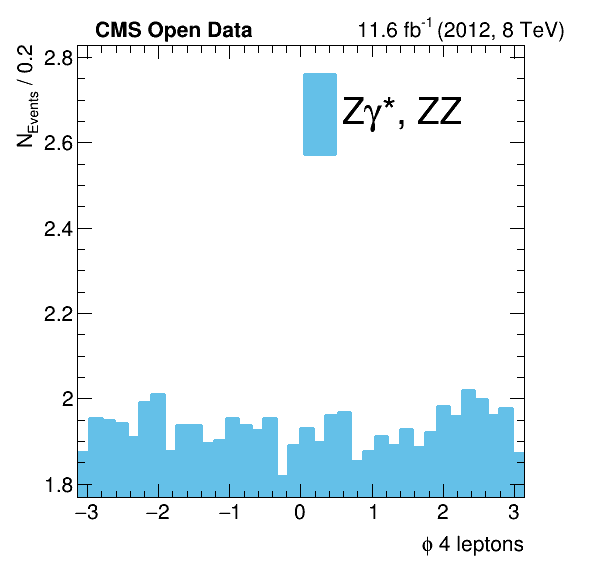 CMS Open Data 11.6 fb⁻¹ (2012, 8 TeV)
N_Events / 0.2
2.8
2.6
2.4
2.2
2
1.8
Zγ*, ZZ
−3 −2 −1 0 1 2 3
ϕ 4 leptons